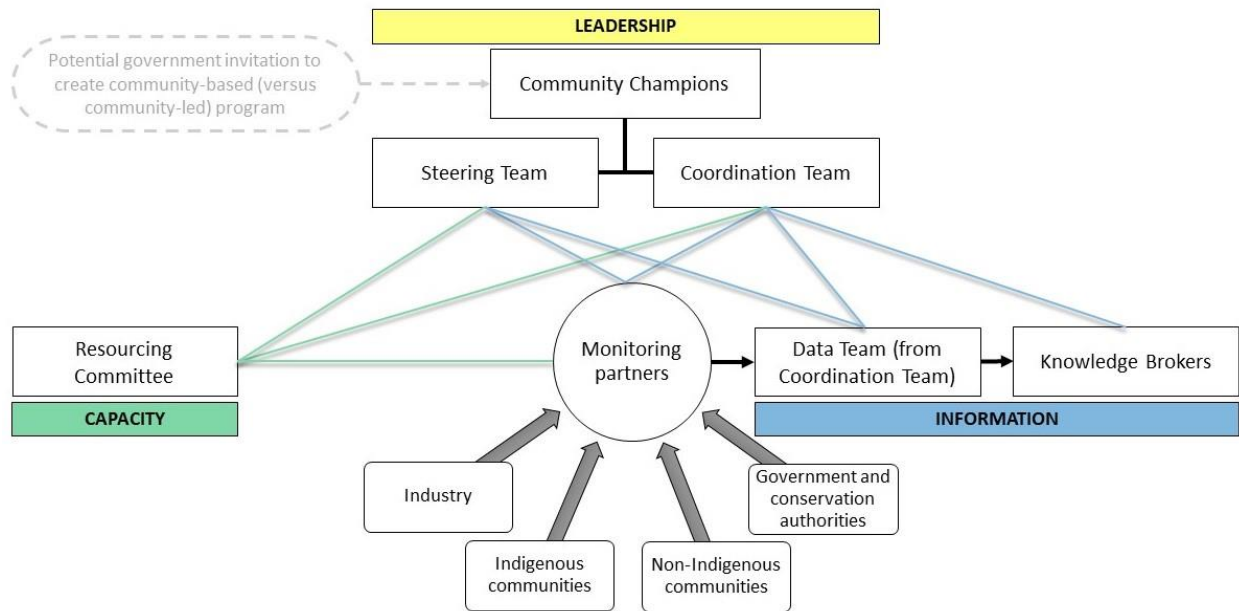 LEADERSHIP
Potential government invitation to
create community-based (versus
community-led) program
Community Champions
Steering Team
Coordination Team
Resourcing
Committee
Monitoring
partners
Data Team (from
Coordination Team)
Knowledge Brokers
CAPACITY
INFORMATION
Industry
Government and
conservation
authorities
Indigenous
communities
Non-Indigenous
communities